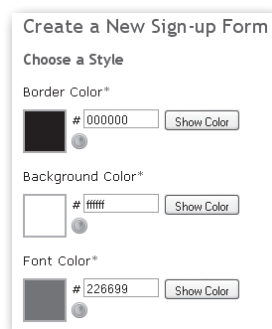 Create a New Sign-up Form
Choose a Style
Border Color*
# 000000 Show Color
Background Color*
# ffffff Show Color
Font Color*
# 226699 Show Color